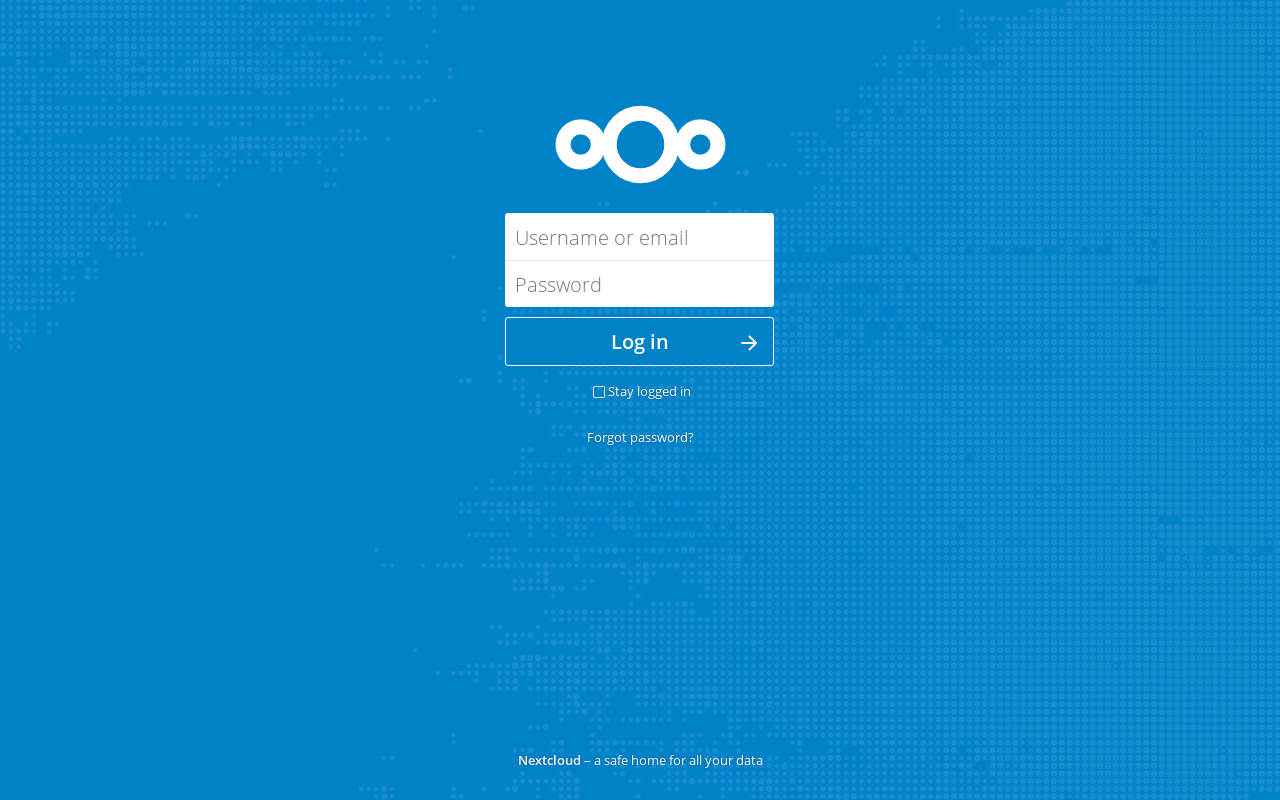 Username or email
Password
Log in
Stay logged in
Forgot password?
Nextcloud – a safe home for all your data